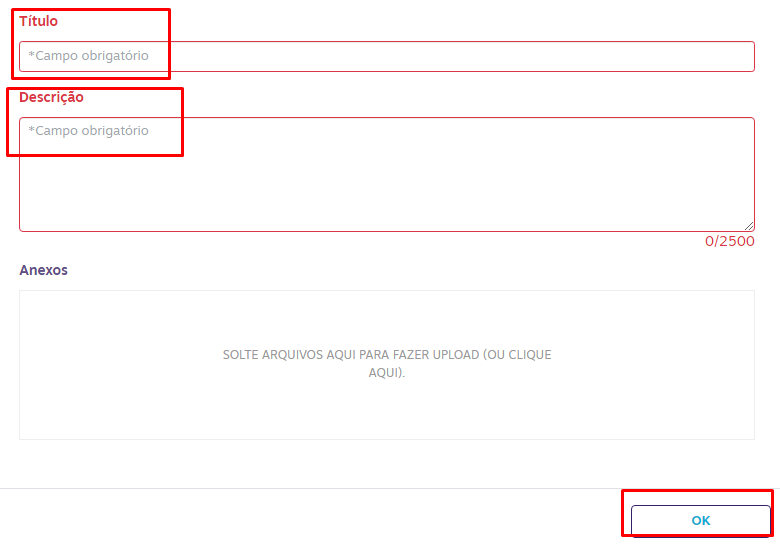 Título
*Campo obrigatório
Descrição
*Campo obrigatório
0/2500
Anexos
SOLTE ARQUIVOS AQUI PARA FAZER UPLOAD (OU CLIQUE
AQUI).
OK